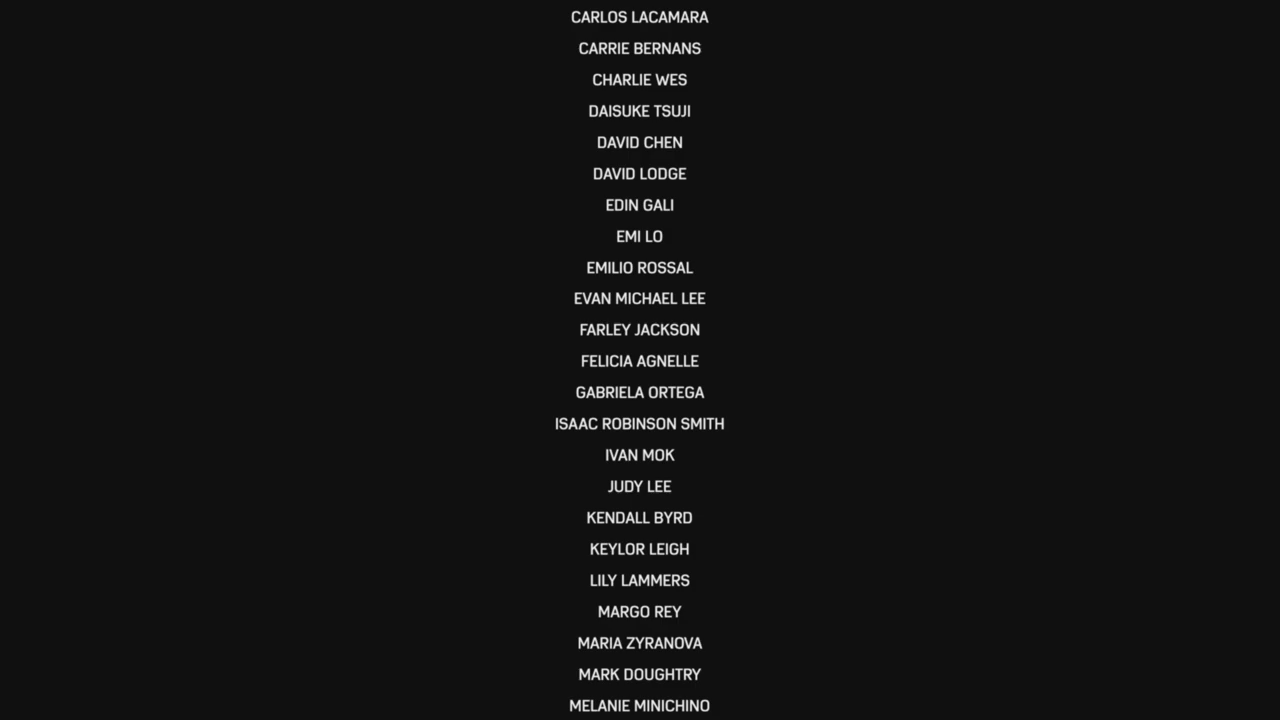 CARLOS LACAMARA
CARRIE BERNANS
CHARLIE WES
DAISUKE TSUJI
DAVID CHEN
DAVID LODGE
EDIN GALI
EMI LO
EMILIO ROSSAL
EVAN MICHAEL LEE
FARLEY JACKSON
FELICIA AGNELLE
GABRIELA ORTEGA
ISAAC ROBINSON SMITH
IVAN MOK
JUDY LEE
KENDALL BYRD
KEYLOR LEIGH
LILY LAMMERS
MARGO REY
MARIA ZYRANOVA
MARK DOUGHTRY
MELANIE MINICHINO